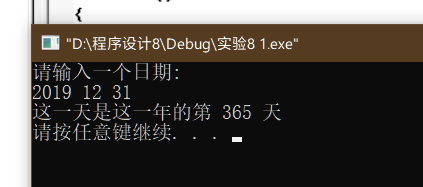 {
"D:\程序设计8\Debug\实验8 1.exe"
请输入一个日期:
2019 12 31
这一天是这一年的第 365 天
请按任意键继续. . .